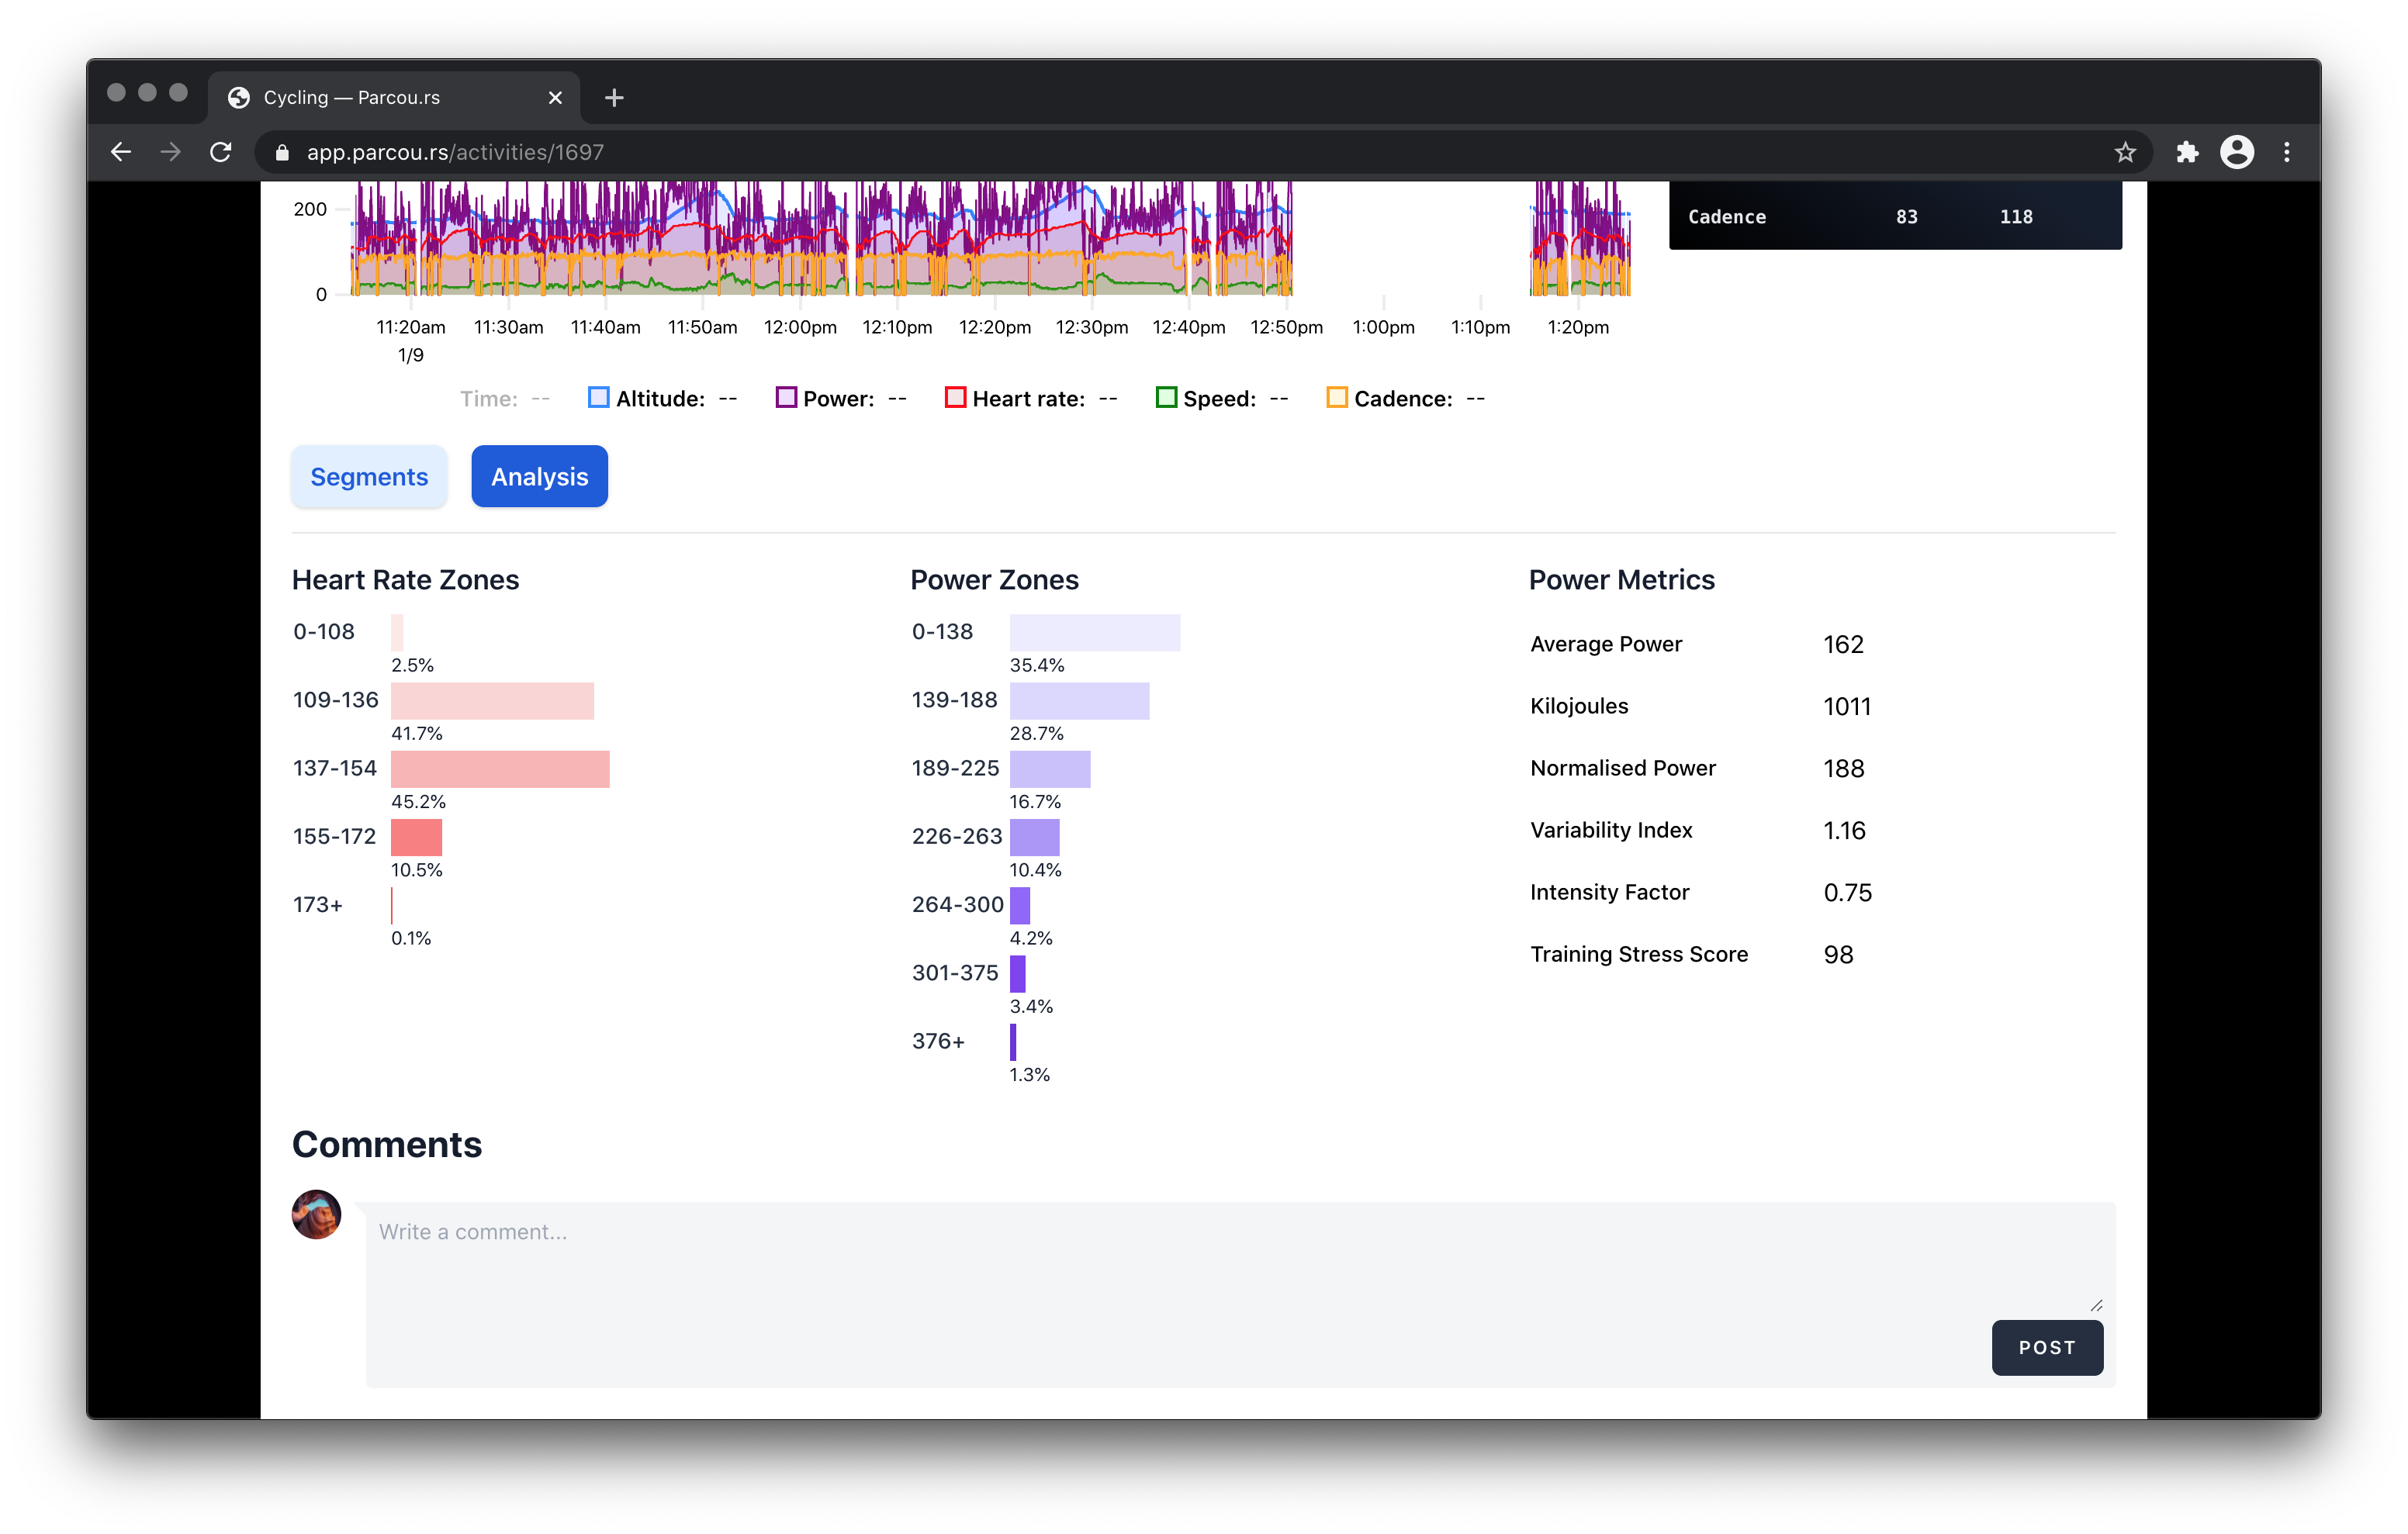 Cycling — Parcou.rs
app.parcou.rs/activities/1697
200
0
11:20am 11:30am 11:40am 11:50am 12:00pm 12:10pm 12:20pm 12:30pm 12:40pm 12:50pm 1:00pm 1:10pm 1:20pm
1/9
Cadence 83 118
Time: -- Altitude: -- Power: -- Heart rate: -- Speed: -- Cadence: --
Segments Analysis
Heart Rate Zones
0-108
2.5%
109-136
41.7%
137-154
45.2%
155-172
10.5%
173+
0.1%
Power Zones
0-138
35.4%
139-188
28.7%
189-225
16.7%
226-263
10.4%
264-300
4.2%
301-375
3.4%
376+
1.3%
Power Metrics
Average Power 162
Kilojoules 1011
Normalised Power 188
Variability Index 1.16
Intensity Factor 0.75
Training Stress Score 98
Comments
Write a comment...
POST